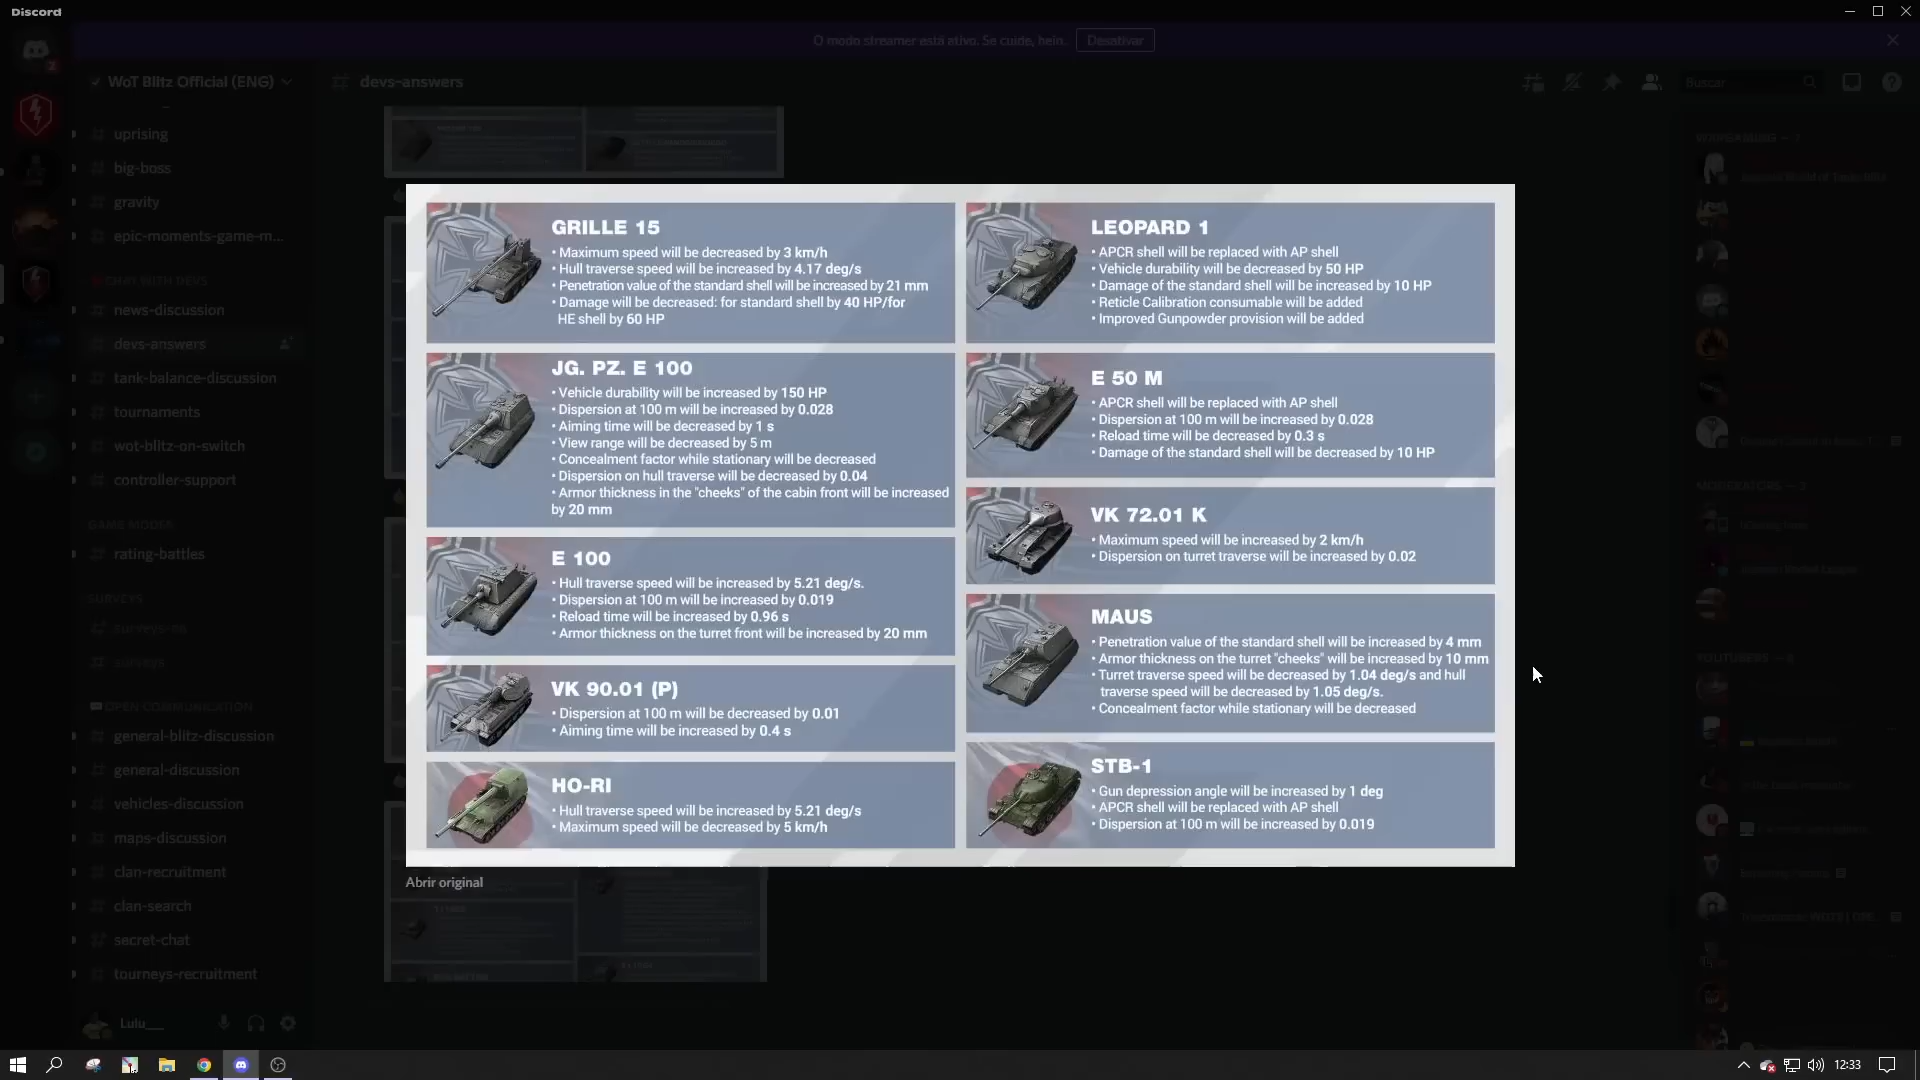 Discord
O modo streamer está ativo. Se cuide, hein.
Desativar
WoT Blitz Official (ENG)
devs-answers
Buscar
uprising
big-boss
gravity
epic-moments-game-m...
CHAT WITH DEVS
news-discussion
devs-answers
tank-balance-discussion
tournaments
wot-blitz-on-switch
controller-support
GAME MODES
rating-battles
SURVEYS
OPEN COMMUNICATION
general-blitz-discussion
general-discussion
vehicles-discussion
maps-discussion
clan-recruitment
clan-search
secret-chat
tourneys-recruitment
Lulu__
GRILLE 15
• Maximum speed will be decreased by 3 km/h
• Hull traverse speed will be increased by 4.17 deg/s
• Penetration value of the standard shell will be increased by 21 mm
• Damage will be decreased: for standard shell by 40 HP/for
HE shell by 60 HP
JG. PZ. E 100
• Vehicle durability will be increased by 150 HP
• Dispersion at 100 m will be increased by 0.028
• Aiming time will be decreased by 1 s
• View range will be decreased by 5 m
• Concealment factor while stationary will be decreased
• Dispersion on hull traverse will be decreased by 0.04
• Armor thickness in the "cheeks" of the cabin front will be increased
by 20 mm
E 100
• Hull traverse speed will be increased by 5.21 deg/s.
• Dispersion at 100 m will be increased by 0.019
• Reload time will be increased by 0.96 s
• Armor thickness on the turret front will be increased by 20 mm
VK 90.01 (P)
• Dispersion at 100 m will be decreased by 0.01
• Aiming time will be increased by 0.4 s
HO-RI
• Hull traverse speed will be increased by 5.21 deg/s
• Maximum speed will be decreased by 5 km/h
LEOPARD 1
• APCR shell will be replaced with AP shell
• Vehicle durability will be decreased by 50 HP
• Damage of the standard shell will be increased by 10 HP
• Reticle Calibration consumable will be added
• Improved Gunpowder provision will be added
E 50 M
• APCR shell will be replaced with AP shell
• Dispersion at 100 m will be increased by 0.028
• Reload time will be decreased by 0.3 s
• Damage of the standard shell will be decreased by 10 HP
VK 72.01 K
• Maximum speed will be increased by 2 km/h
• Dispersion on turret traverse will be increased by 0.02
MAUS
• Penetration value of the standard shell will be increased by 4 mm
• Armor thickness on the turret "cheeks" will be increased by 10 mm
• Turret traverse speed will be decreased by 1.04 deg/s and hull
traverse speed will be decreased by 1.05 deg/s.
• Concealment factor while stationary will be decreased
STB-1
• Gun depression angle will be increased by 1 deg
• APCR shell will be replaced with AP shell
• Dispersion at 100 m will be increased by 0.019
Abrir original
WARGAMING — 7
MODERATORS — 3
12:33